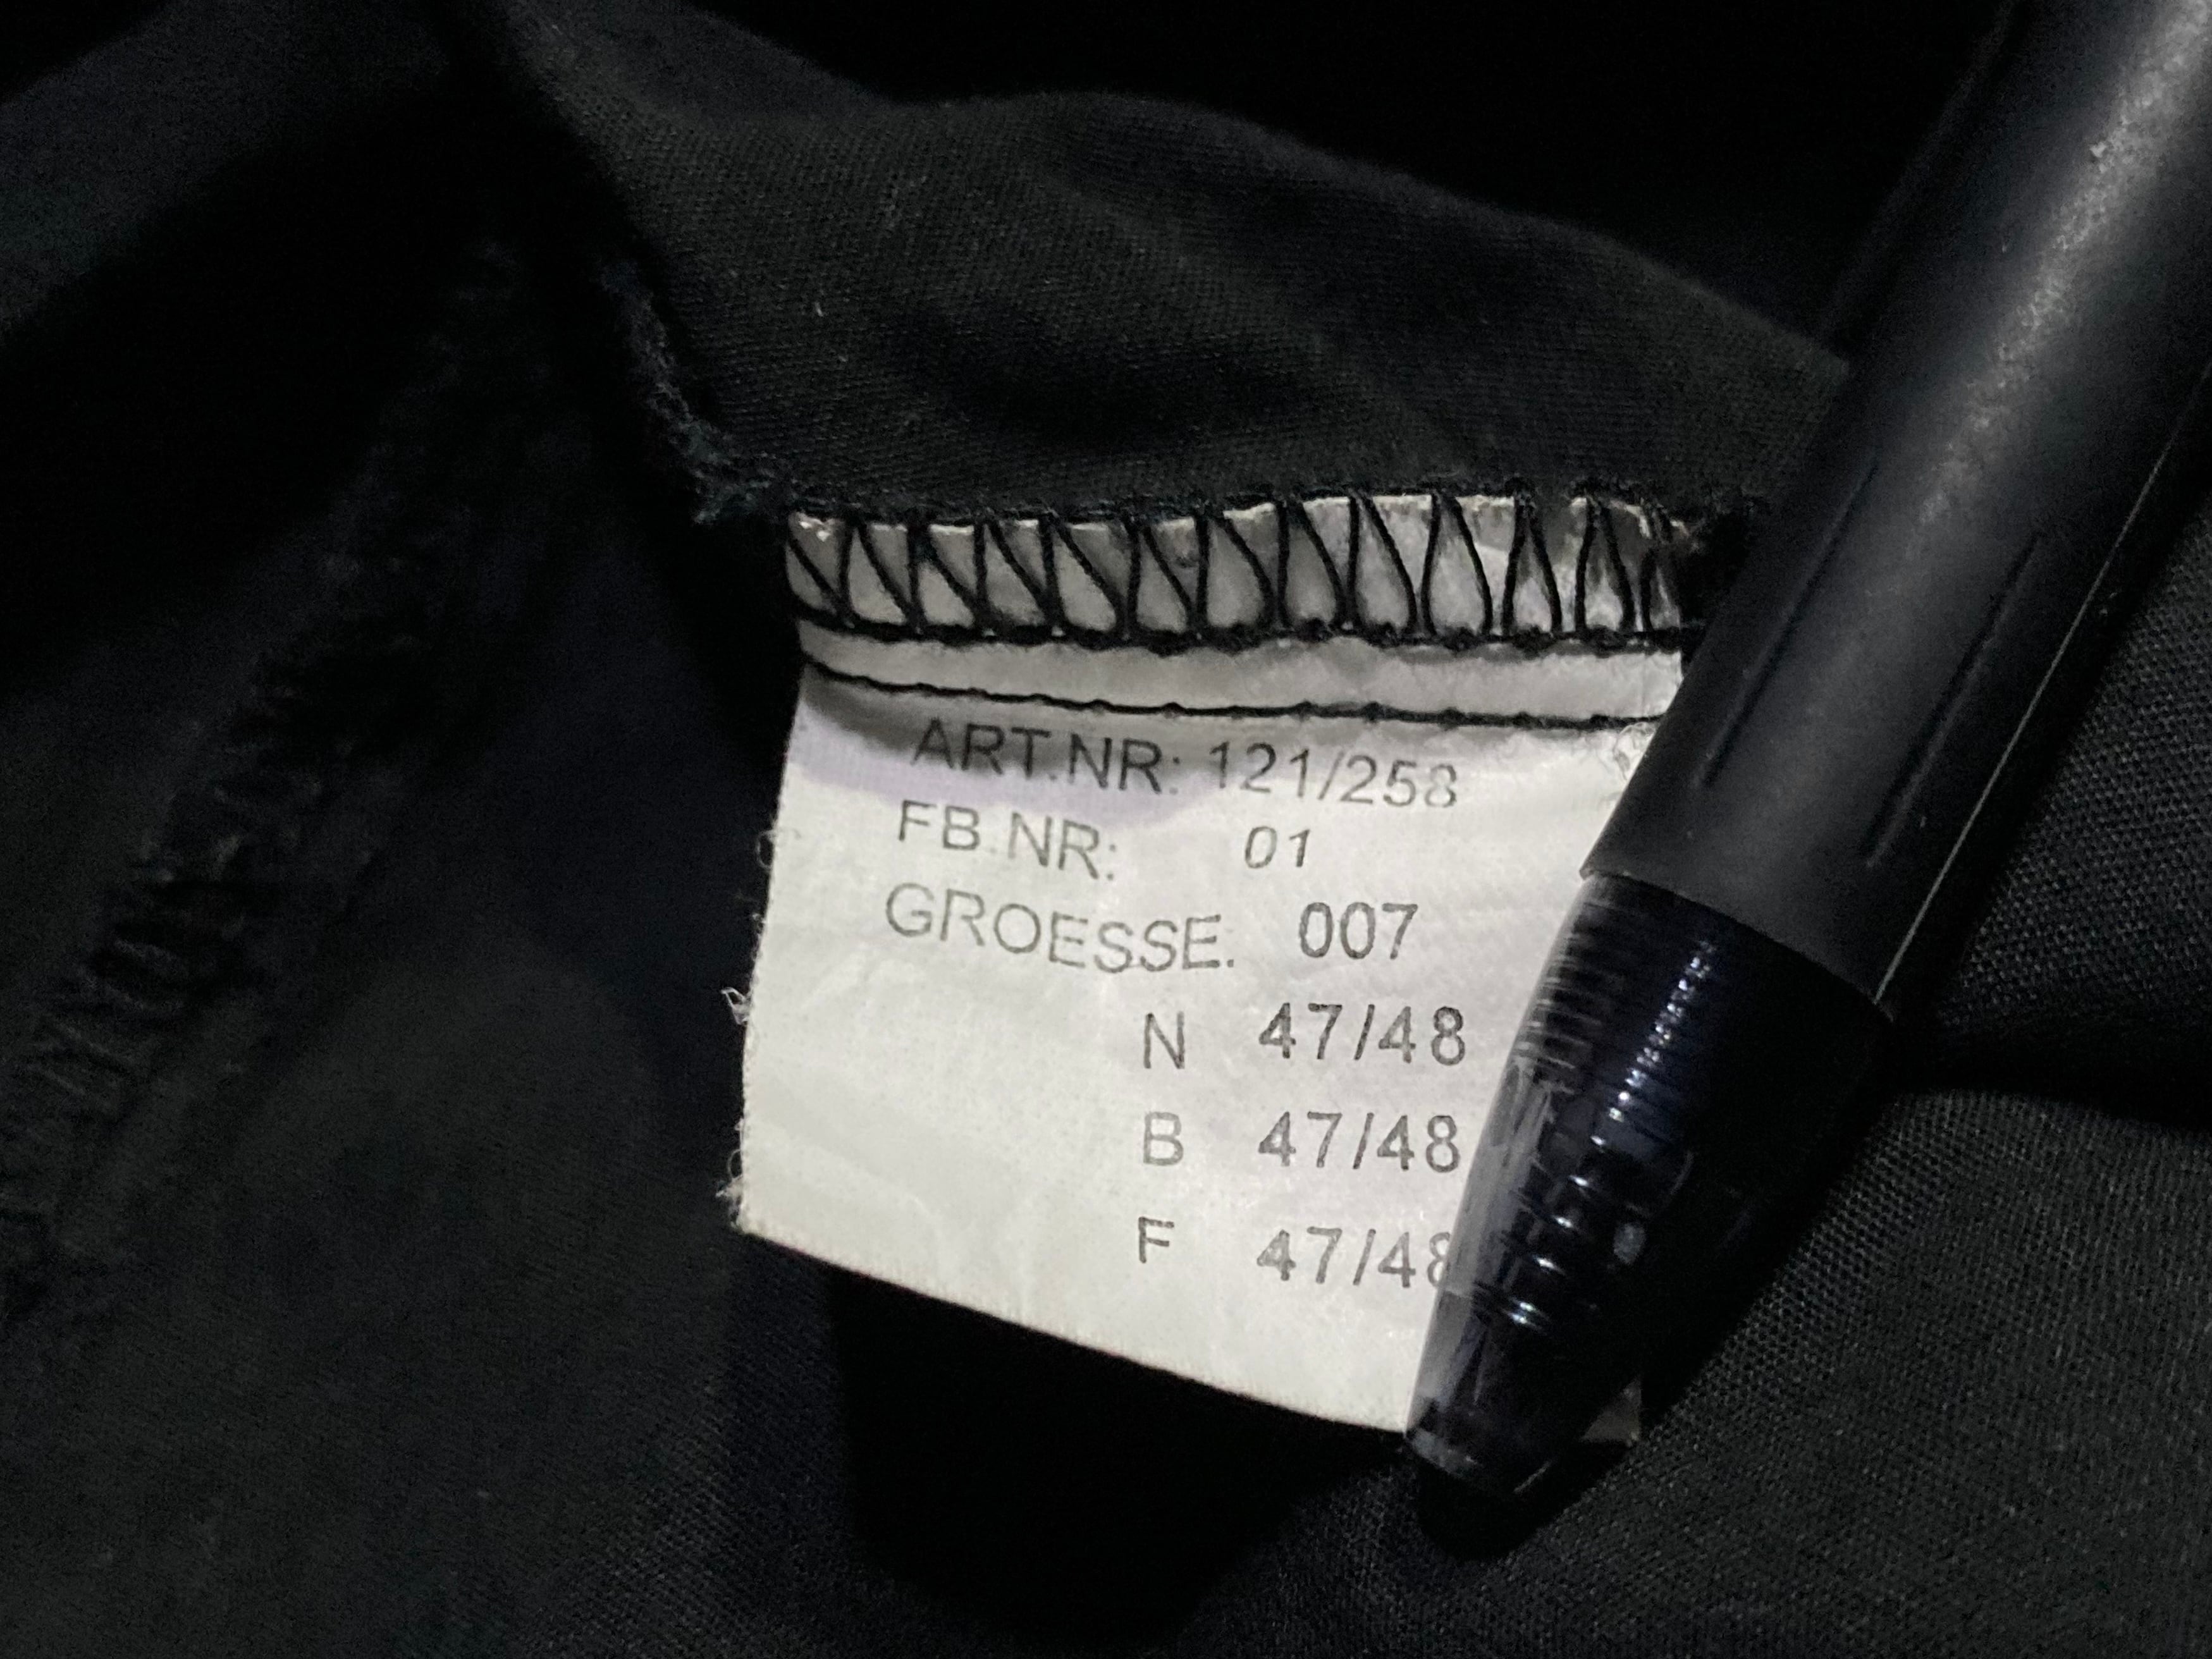 ART.NR: 121/258
FB.NR: 01
GROESSE: 007
N 47/48
B 47/48
F 47/48